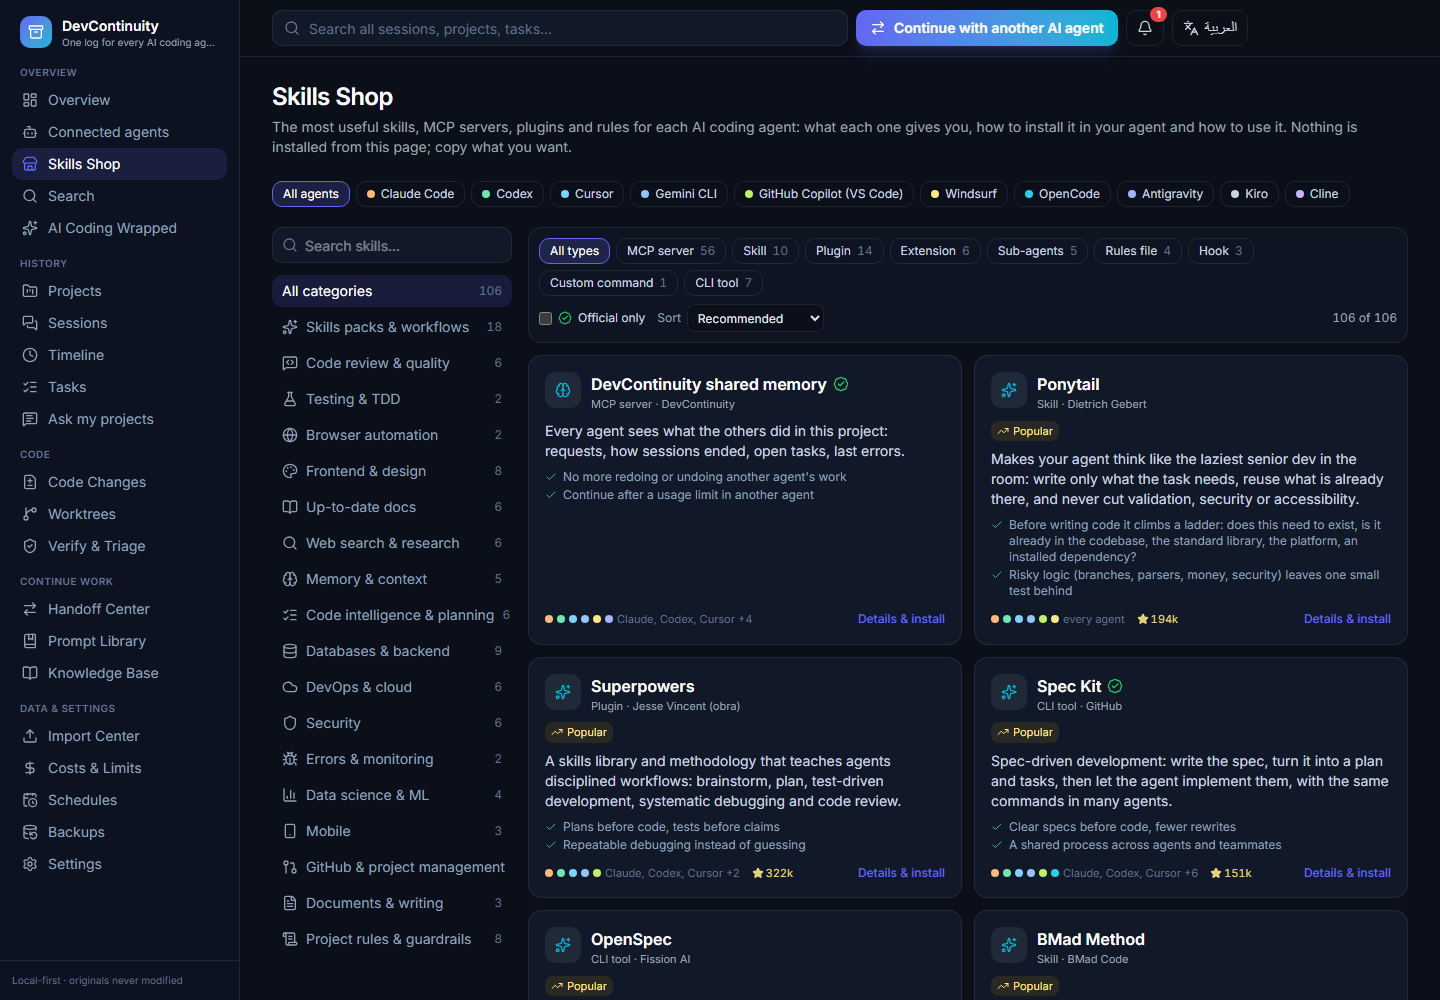 DevContinuity
One log for every AI coding ag...
OVERVIEW
Overview
Connected agents
Skills Shop
Search
AI Coding Wrapped
HISTORY
Projects
Sessions
Timeline
Tasks
Ask my projects
CODE
Code Changes
Worktrees
Verify & Triage
CONTINUE WORK
Handoff Center
Prompt Library
Knowledge Base
DATA & SETTINGS
Import Center
Costs & Limits
Schedules
Backups
Settings
Local-first · originals never modified
Search all sessions, projects, tasks...
Continue with another AI agent
1
العربية
Skills Shop
The most useful skills, MCP servers, plugins and rules for each AI coding agent: what each one gives you, how to install it in your agent and how to use it. Nothing is
installed from this page; copy what you want.
All agents
Claude Code
Codex
Cursor
Gemini CLI
GitHub Copilot (VS Code)
Windsurf
OpenCode
Antigravity
Kiro
Cline
Search skills...
All categories 106
Skills packs & workflows 18
Code review & quality 6
Testing & TDD 2
Browser automation 2
Frontend & design 8
Up-to-date docs 6
Web search & research 6
Memory & context 5
Code intelligence & planning 6
Databases & backend 9
DevOps & cloud 6
Security 6
Errors & monitoring 2
Data science & ML 4
Mobile 3
GitHub & project management
Documents & writing 3
Project rules & guardrails 8
All types
MCP server 56
Skill 10
Plugin 14
Extension 6
Sub-agents 5
Rules file 4
Hook 3
Custom command 1
CLI tool 7
Official only
Sort
Recommended
106 of 106
DevContinuity shared memory
MCP server · DevContinuity
Every agent sees what the others did in this project:
requests, how sessions ended, open tasks, last errors.
No more redoing or undoing another agent's work
Continue after a usage limit in another agent
Claude, Codex, Cursor +4
Details & install
Ponytail
Skill · Dietrich Gebert
Popular
Makes your agent think like the laziest senior dev in the
room: write only what the task needs, reuse what is already
there, and never cut validation, security or accessibility.
Before writing code it climbs a ladder: does this need to exist, is it
already in the codebase, the standard library, the platform, an
installed dependency?
Risky logic (branches, parsers, money, security) leaves one small
test behind
every agent
194k
Details & install
Superpowers
Plugin · Jesse Vincent (obra)
Popular
A skills library and methodology that teaches agents
disciplined workflows: brainstorm, plan, test-driven
development, systematic debugging and code review.
Plans before code, tests before claims
Repeatable debugging instead of guessing
Claude, Codex, Cursor +2
322k
Details & install
Spec Kit
CLI tool · GitHub
Popular
Spec-driven development: write the spec, turn it into a plan
and tasks, then let the agent implement them, with the same
commands in many agents.
Clear specs before code, fewer rewrites
A shared process across agents and teammates
Claude, Codex, Cursor +6
151k
Details & install
OpenSpec
CLI tool · Fission AI
Popular
BMad Method
Skill · BMad Code
Popular